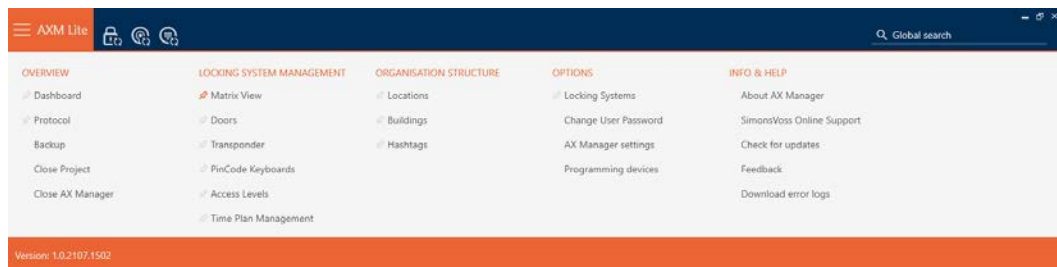 AXM Lite
Global search
OVERVIEW
Dashboard
Protocol
Backup
Close Project
Close AX Manager
LOCKING SYSTEM MANAGEMENT
Matrix View
Doors
Transponder
PinCode Keyboards
Access Levels
Time Plan Management
ORGANISATION STRUCTURE
Locations
Buildings
Hashtags
OPTIONS
Locking Systems
Change User Password
AX Manager settings
Programming devices
INFO & HELP
About AX Manager
SimonsVoss Online Support
Check for updates
Feedback
Download error logs
Version: 1.0.2107.1502